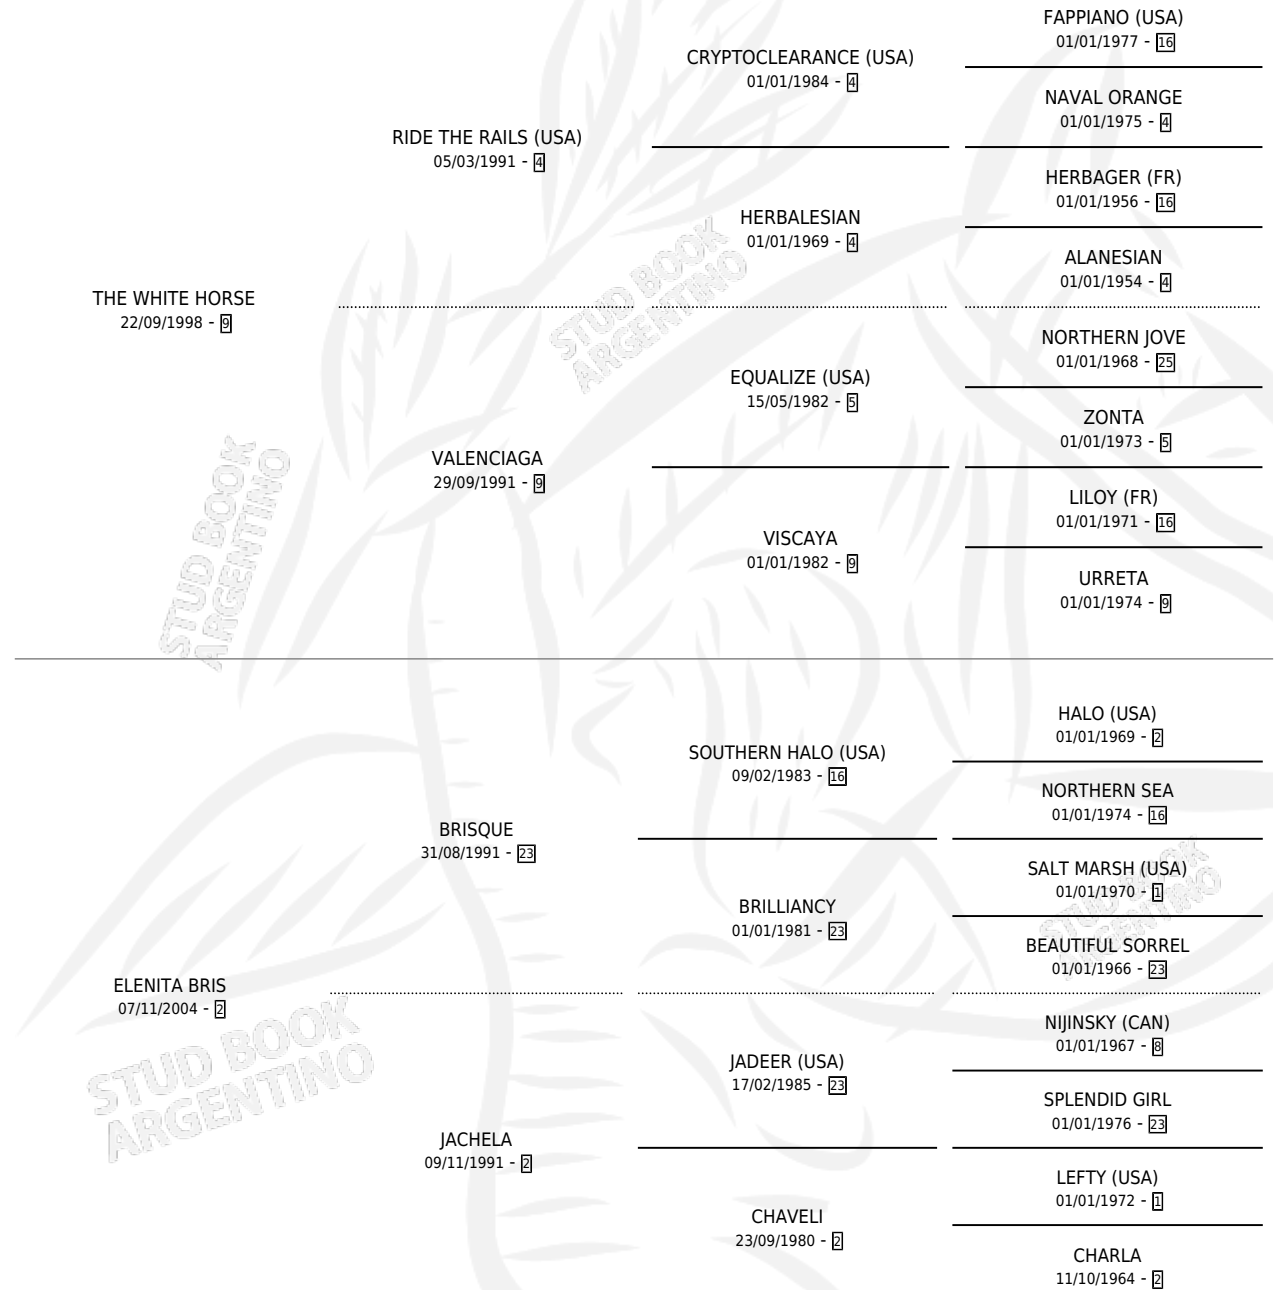 FAPPIANO (USA)
01/01/1977 - 16
CRYPTOCLEARANCE (USA)
01/01/1984 - 4
NAVAL ORANGE
01/01/1975 - 4
RIDE THE RAILS (USA)
05/03/1991 - 4
HERBAGER (FR)
01/01/1956 - 16
HERBALESIAN
01/01/1969 - 4
ALANESIAN
01/01/1954 - 4
THE WHITE HORSE
22/09/1998 - 9
STUD BOOK
ARGENTINO
NORTHERN JOVE
01/01/1968 - 25
EQUALIZE (USA)
15/05/1982 - 5
ZONTA
01/01/1973 - 5
VALENCIAGA
29/09/1991 - 9
LILOY (FR)
01/01/1971 - 16
VISCAYA
01/01/1982 - 9
URRETA
01/01/1974 - 9
STUD BOOK
ARGENTINO
HALO (USA)
01/01/1969 - 2
SOUTHERN HALO (USA)
09/02/1983 - 16
NORTHERN SEA
01/01/1974 - 16
BRISQUE
31/08/1991 - 23
SALT MARSH (USA)
01/01/1970 - 1
BRILLIANCY
01/01/1981 - 23
BEAUTIFUL SORREL
01/01/1966 - 23
STUD BOOK
ARGENTINO
ELENITA BRIS
07/11/2004 - 2
NIJINSKY (CAN)
01/01/1967 - 8
JADEER (USA)
17/02/1985 - 23
SPLENDID GIRL
01/01/1976 - 23
STUD BOOK
ARGENTINO
JACHELA
09/11/1991 - 2
LEFTY (USA)
01/01/1972 - 1
CHAVELI
23/09/1980 - 2
CHARLA
11/10/1964 - 2